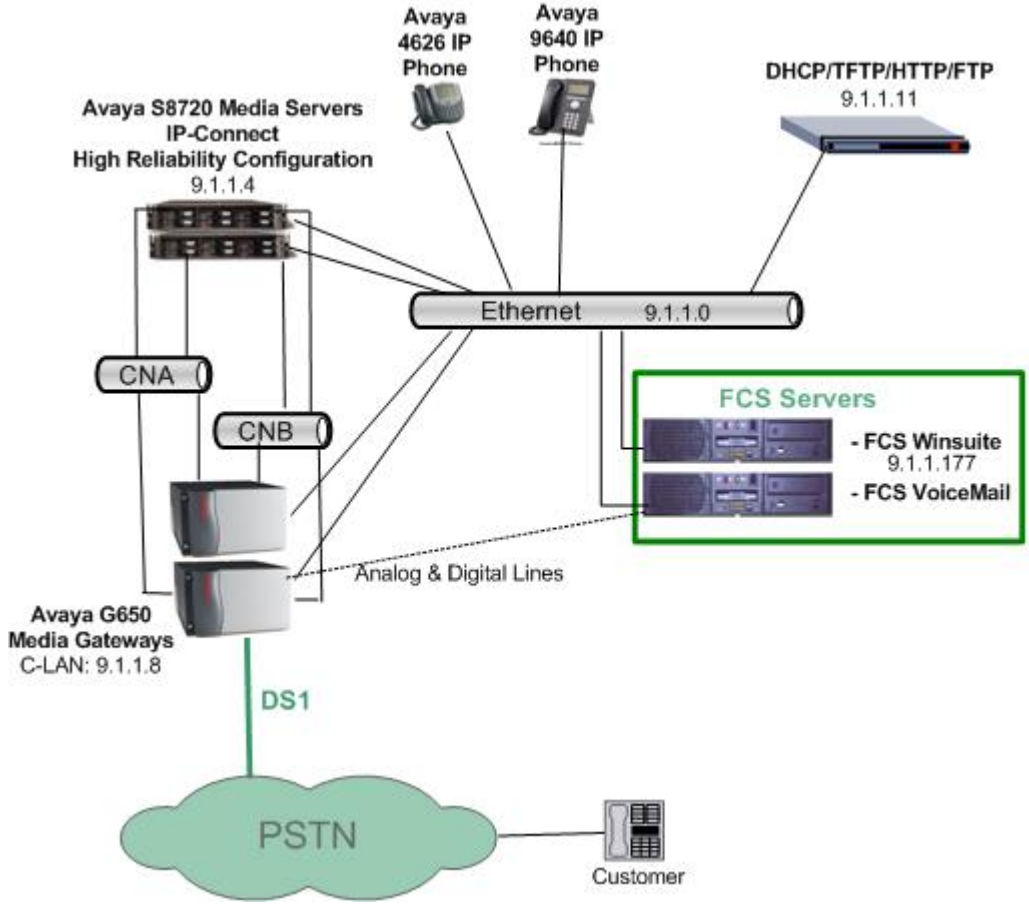 Avaya
4626 IP
Phone
Avaya
9640 IP
Phone
DHCP/TFTP/HTTP/FTP
9.1.1.11
Avaya S8720 Media Servers
IP-Connect
High Reliability Configuration
9.1.1.4
Ethernet 9.1.1.0
CNA
CNB
FCS Servers
- FCS Winsuite
9.1.1.177
- FCS VoiceMail
Analog & Digital Lines
Avaya G650
Media Gateways
C-LAN: 9.1.1.8
DS1
PSTN
Customer